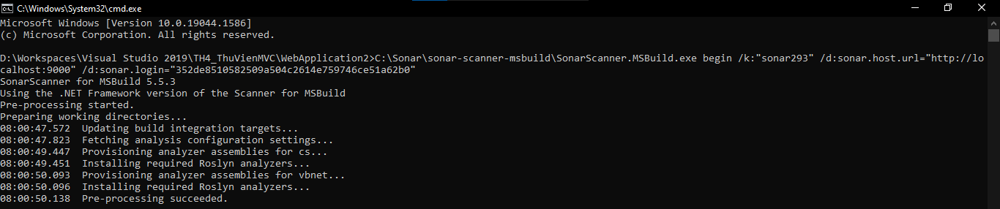 C:\Windows\System32\cmd.exe
Microsoft Windows [Version 10.0.19044.1586]
(c) Microsoft Corporation. All rights reserved.
D:\Workspaces\Visual Studio 2019\TH4_ThuVienMVC\WebApplication2>C:\Sonar\sonar-scanner-msbuild\SonarScanner.MSBuild.exe begin /k:"sonar293" /d:sonar.host.url="http://lo
calhost:9000" /d:sonar.login="352de8510582509a504c2614e759746ce51a62b0"
SonarScanner for MSBuild 5.5.3
Using the .NET Framework version of the Scanner for MSBuild
Pre-processing started.
Preparing working directories...
08:00:47.572  Updating build integration targets...
08:00:47.823  Fetching analysis configuration settings...
08:00:49.447  Provisioning analyzer assemblies for cs...
08:00:49.451  Installing required Roslyn analyzers...
08:00:50.093  Provisioning analyzer assemblies for vbnet...
08:00:50.096  Installing required Roslyn analyzers...
08:00:50.138  Pre-processing succeeded.